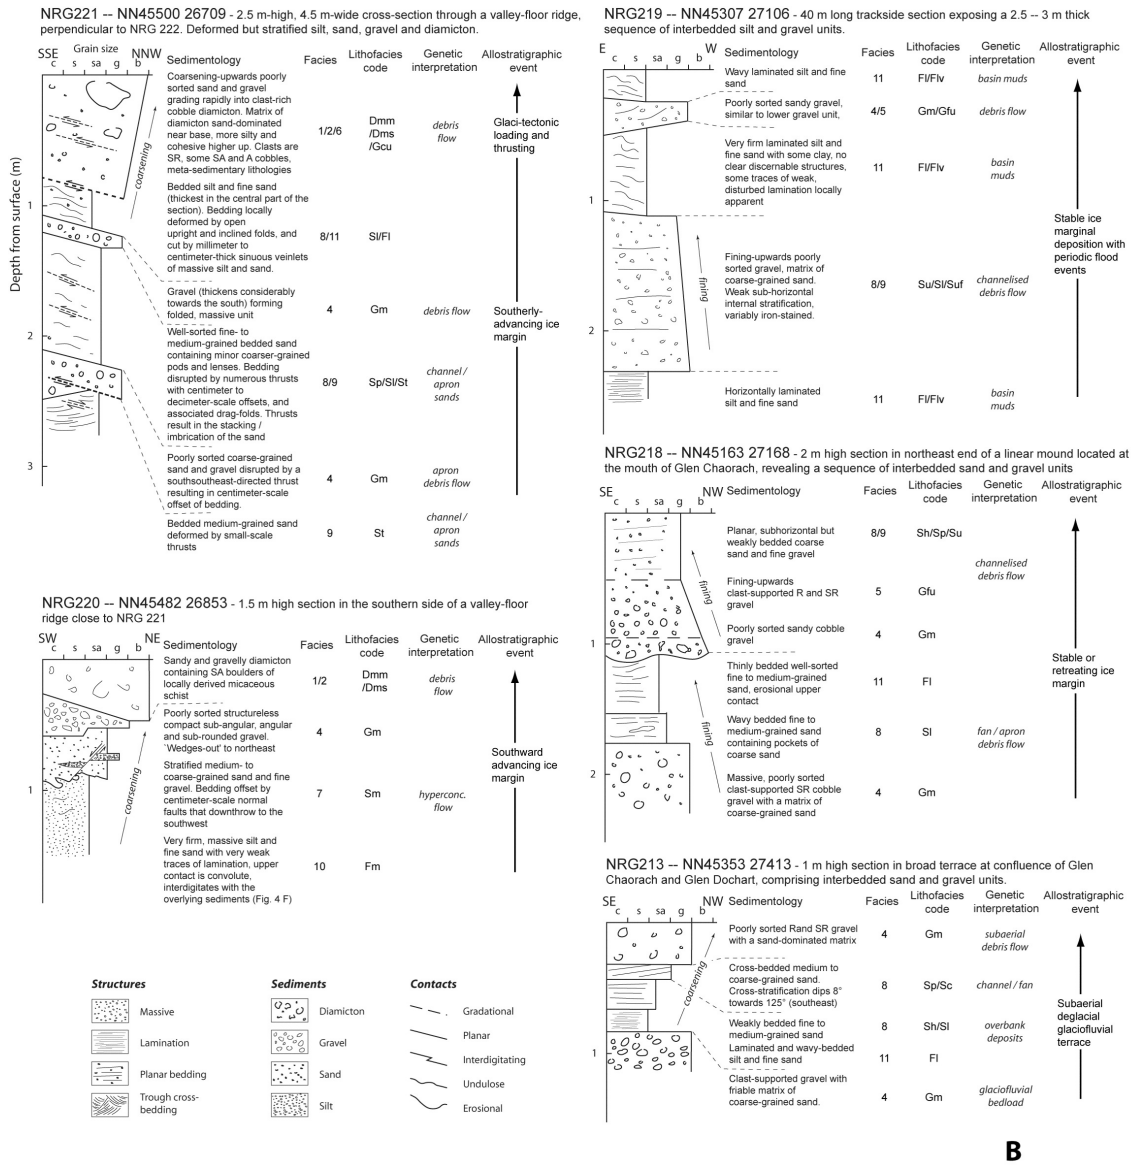 NRG221 -- NN45500 26709 - 2.5 m-high, 4.5 m-wide cross-section through a valley-floor ridge,
perpendicular to NRG 222. Deformed but stratified silt, sand, gravel and diamicton.
SSE Grain size NNW
c s sa g b
Sedimentology Facies Lithofacies code Genetic interpretation Allostratigraphic event
Depth from surface (m)
1
2
3
coarsening
Coarsening-upwards poorly
sorted sand and gravel
grading rapidly into clast-rich
cobble diamicton. Matrix of
diamicton sand-dominated
near base, more silty and
cohesive higher up. Clasts are
SR, some SA and A cobbles,
meta-sedimentary lithologies
1/2/6
Dmm
/Dms
/Gcu
debris
flow
Glaci-tectonic
loading and
thrusting
Bedded silt and fine sand
(thickest in the central part of the
section). Bedding locally
deformed by open
upright and inclined folds, and
cut by millimeter to
centimeter-thick sinuous veinlets
of massive silt and sand.
8/11 Sl/Fl
Gravel (thickens considerably
towards the south) forming
folded, massive unit
4 Gm debris flow
Southerly-
advancing ice
margin
Well-sorted fine- to
medium-grained bedded sand
containing minor coarser-grained
pods and lenses. Bedding
disrupted by numerous thrusts
with centimeter to
decimeter-scale offsets, and
associated drag-folds. Thrusts
result in the stacking /
imbrication of the sand
8/9 Sp/Sl/St
channel /
apron
sands
Poorly sorted coarse-grained
sand and gravel disrupted by a
southsoutheast-directed thrust
resulting in centimeter-scale
offset of bedding.
4 Gm
apron
debris flow
Bedded medium-grained sand
deformed by small-scale
thrusts
9 St
channel /
apron
sands
NRG220 -- NN45482 26853 - 1.5 m high section in the southern side of a valley-floor
ridge close to NRG 221
SW NE
c s sa g b
Sedimentology Facies Lithofacies code Genetic interpretation Allostratigraphic event
1
coarsening
Sandy and gravelly diamicton
containing SA boulders of
locally derived micaceous
schist
1/2
Dmm
/Dms
debris
flow
Poorly sorted structureless
compact sub-angular, angular
and sub-rounded gravel.
`Wedges-out' to northeast
4 Gm
Southward
advancing ice
margin
Stratified medium- to
coarse-grained sand and fine
gravel. Bedding offset by
centimeter-scale normal
faults that downthrow to the
southwest
7 Sm
hyperconc.
flow
Very firm, massive silt and
fine sand with very weak
traces of lamination, upper
contact is convolute,
interdigitates with the
overlying sediments (Fig. 4 F)
10 Fm
NRG219 -- NN45307 27106 - 40 m long trackside section exposing a 2.5 -- 3 m thick
sequence of interbedded silt and gravel units.
E W
c s sa g b
Sedimentology Facies Lithofacies code Genetic interpretation Allostratigraphic event
1
2
fining
Wavy laminated silt and fine
sand
11 Fl/Flv basin muds
Poorly sorted sandy gravel,
similar to lower gravel unit,
4/5 Gm/Gfu debris flow
Very firm laminated silt and
fine sand with some clay, no
clear discernable structures,
some traces of weak,
disturbed lamination locally
apparent
11 Fl/Flv
basin
muds
Stable ice
marginal
deposition with
periodic flood
events
Fining-upwards poorly
sorted gravel, matrix of
coarse-grained sand.
Weak sub-horizontal
internal stratification,
variably iron-stained.
8/9 Su/Sl/Suf
channelised
debris flow
Horizontally laminated
silt and fine sand
11 Fl/Flv
basin
muds
NRG218 -- NN45163 27168 - 2 m high section in northeast end of a linear mound located at
the mouth of Glen Chaorach, revealing a sequence of interbedded sand and gravel units
SE NW
c s sa g b
Sedimentology Facies Lithofacies code Genetic interpretation Allostratigraphic event
1
2
fining
fining
Planar, subhorizontal but
weakly bedded coarse
sand and fine gravel
8/9 Sh/Sp/Su
channelised
debris flow
Fining-upwards
clast-supported R and SR
gravel
5 Gfu
Poorly sorted sandy cobble
gravel
4 Gm
Thinly bedded well-sorted
fine to medium-grained
sand, erosional upper
contact
11 Fl
Stable or
retreating ice
margin
Wavy bedded fine to
medium-grained sand
containing pockets of
coarse sand
8 Sl
fan / apron
debris flow
Massive, poorly sorted
clast-supported SR cobble
gravel with a matrix of
coarse-grained sand
4 Gm
NRG213 -- NN45353 27413 - 1 m high section in broad terrace at confluence of Glen
Chaorach and Glen Dochart, comprising interbedded sand and gravel units.
SE NW
c s sa g b
Sedimentology Facies Lithofacies code Genetic interpretation Allostratigraphic event
1
coarsening
Poorly sorted Rand SR gravel
with a sand-dominated matrix
4 Gm
subaerial
debris flow
Cross-bedded medium to
coarse-grained sand.
Cross-stratification dips 8°
towards 125° (southeast)
8 Sp/Sc channel / fan
Subaerial
deglacial
glaciofluvial
terrace
Weakly bedded fine to
medium-grained sand
8 Sh/Sl
overbank
deposits
Laminated and wavy-bedded
silt and fine sand
11 Fl
Clast-supported gravel with
friable matrix of
coarse-grained sand.
4 Gm
glaciofluvial
bedload
Structures
Massive
Lamination
Planar bedding
Trough cross-
bedding
Sediments
Diamicton
Gravel
Sand
Silt
Contacts
Gradational
Planar
Interdigitating
Undulose
Erosional
B